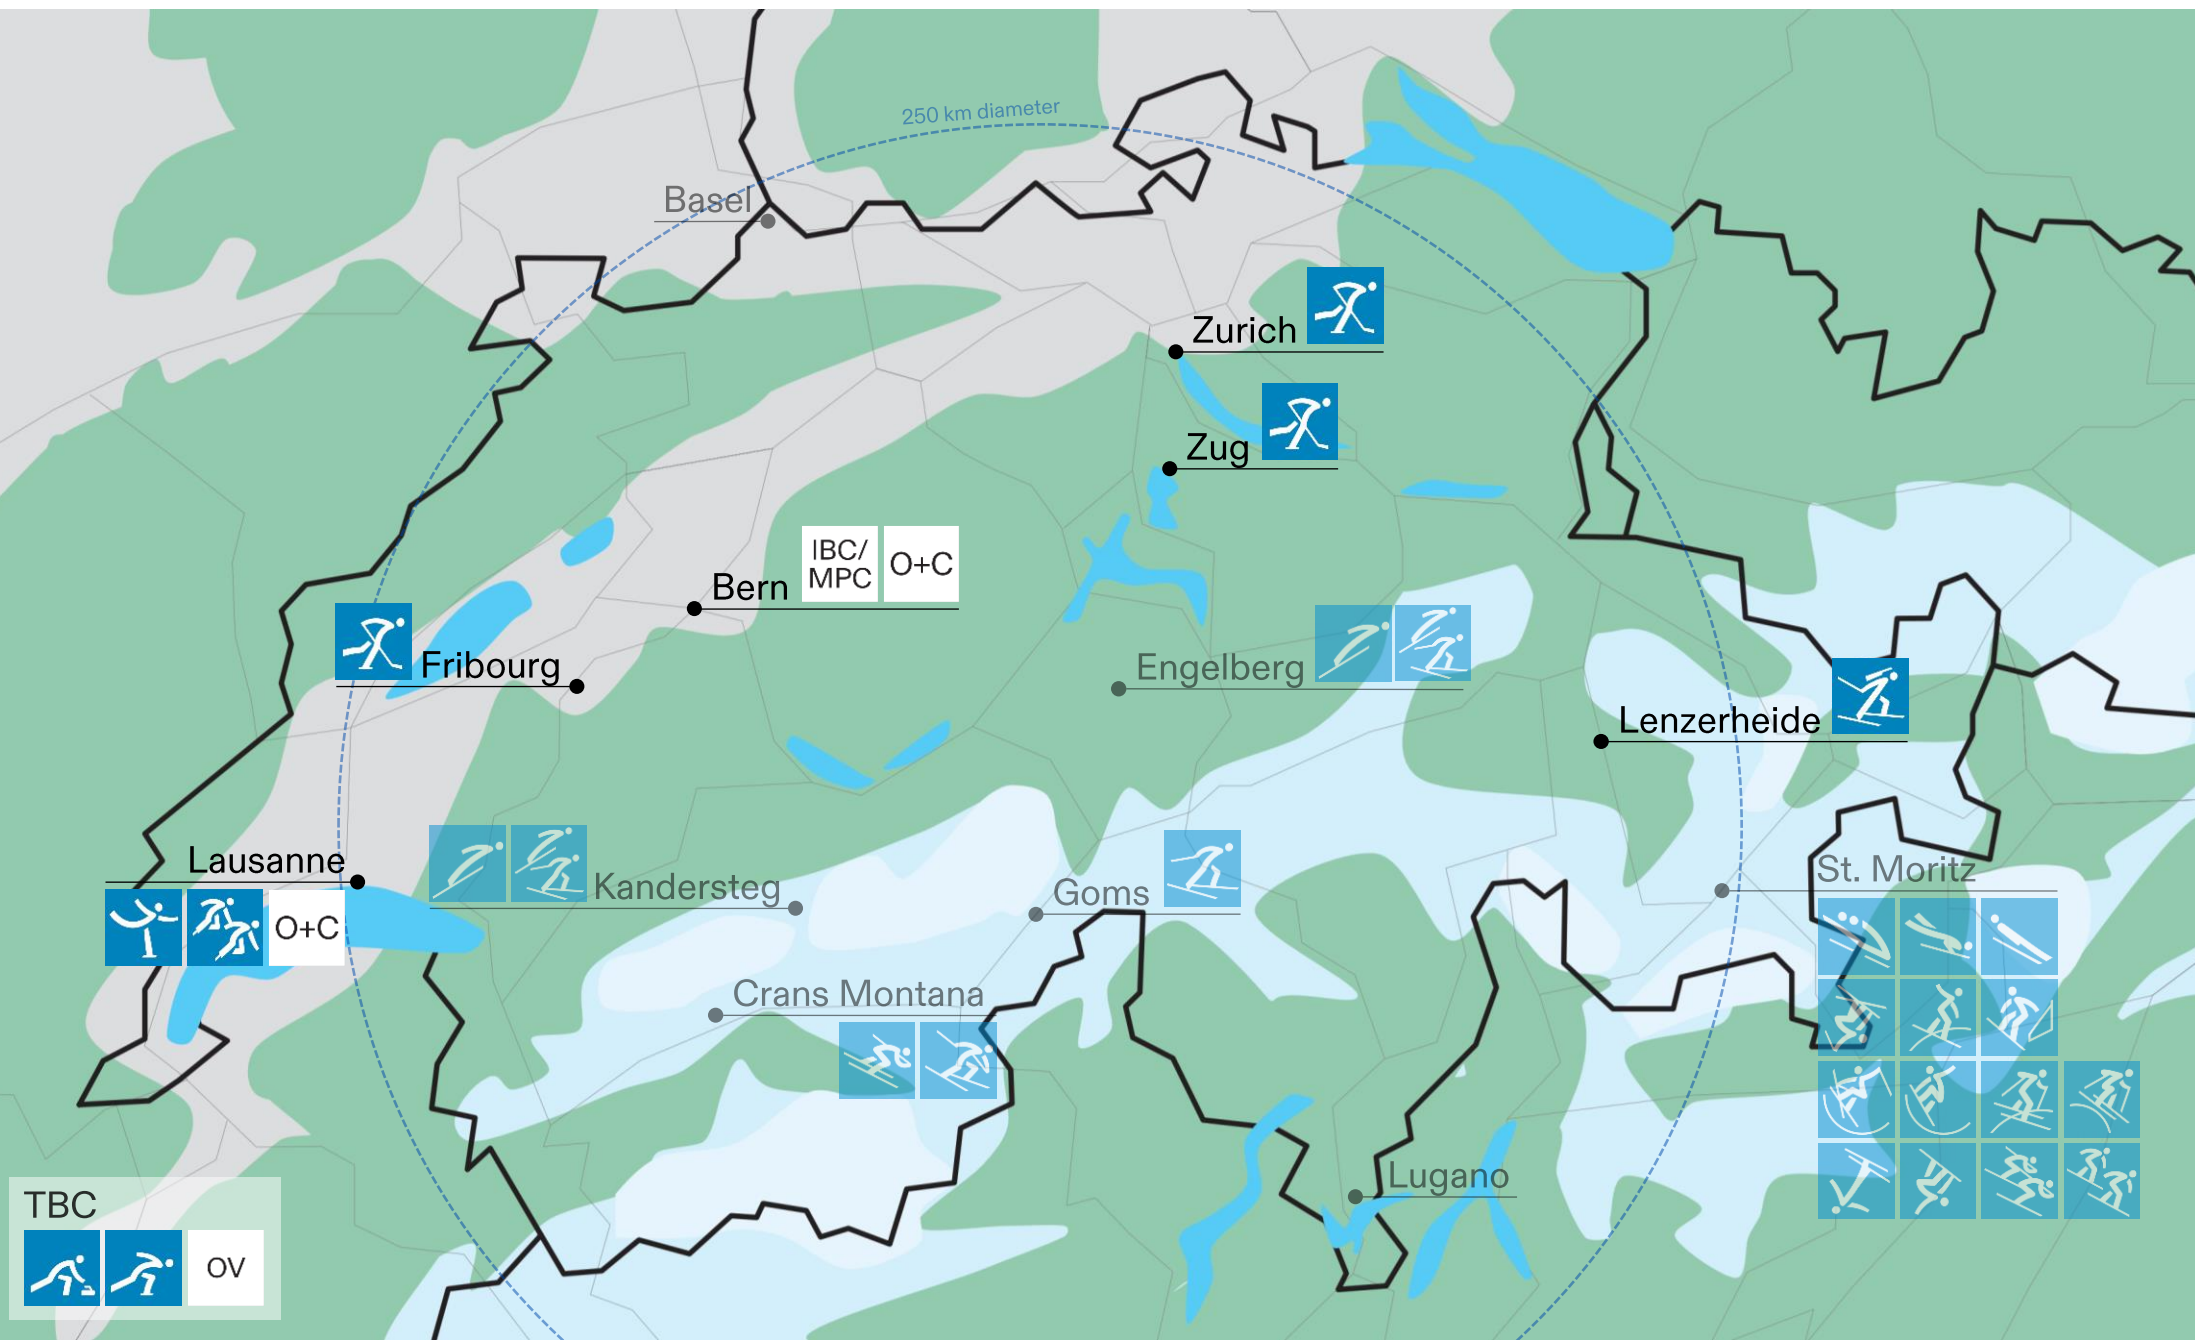 250 km diameter
Basel
Zurich
Zug
IBC/
MPC
O+C
Bern
Fribourg
Engelberg
Lenzerheide
Lausanne
O+C
Kandersteg
Goms
St. Moritz
Crans Montana
Lugano
TBC
OV